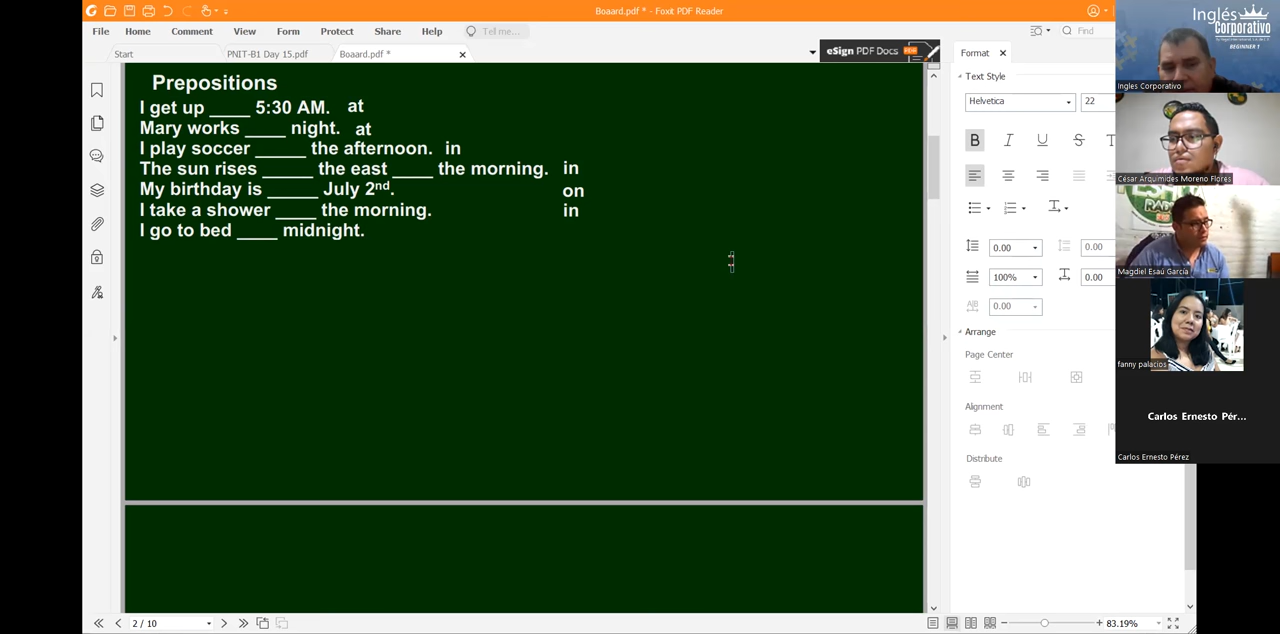 Boaard.pdf * - Foxit PDF Reader
File Home Comment View Form Protect Share Help Tell me... Find
Start PNIT-B1 Day 15.pdf Boaard.pdf * eSign PDF Docs Format
Prepositions
I get up ____ 5:30 AM. at
Mary works ____ night. at
I play soccer _____ the afternoon. in
The sun rises _____ the east ____ the morning. in
My birthday is _____ July 2nd. on
I take a shower ____ the morning. in
I go to bed ____ midnight.
Text Style
Helvetica 22
B I U S T
0.00 0.00
100% 0.00
0.00
Arrange
Page Center
Alignment
Distribute
Inglés
Corporativo
BEGINNER 1
Ingles Corporativo
César Arquimides Moreno Flores
Magdiel Esaú García
fanny palacios
Carlos Ernesto Pér...
Carlos Ernesto Pérez
2 / 10
83.19%